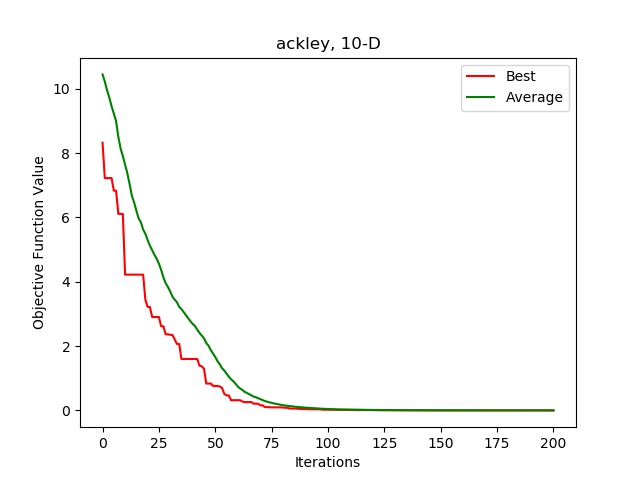 ackley, 10-D
Best
Average
Objective Function Value
10
8
6
4
2
0
0 25 50 75 100 125 150 175 200
Iterations